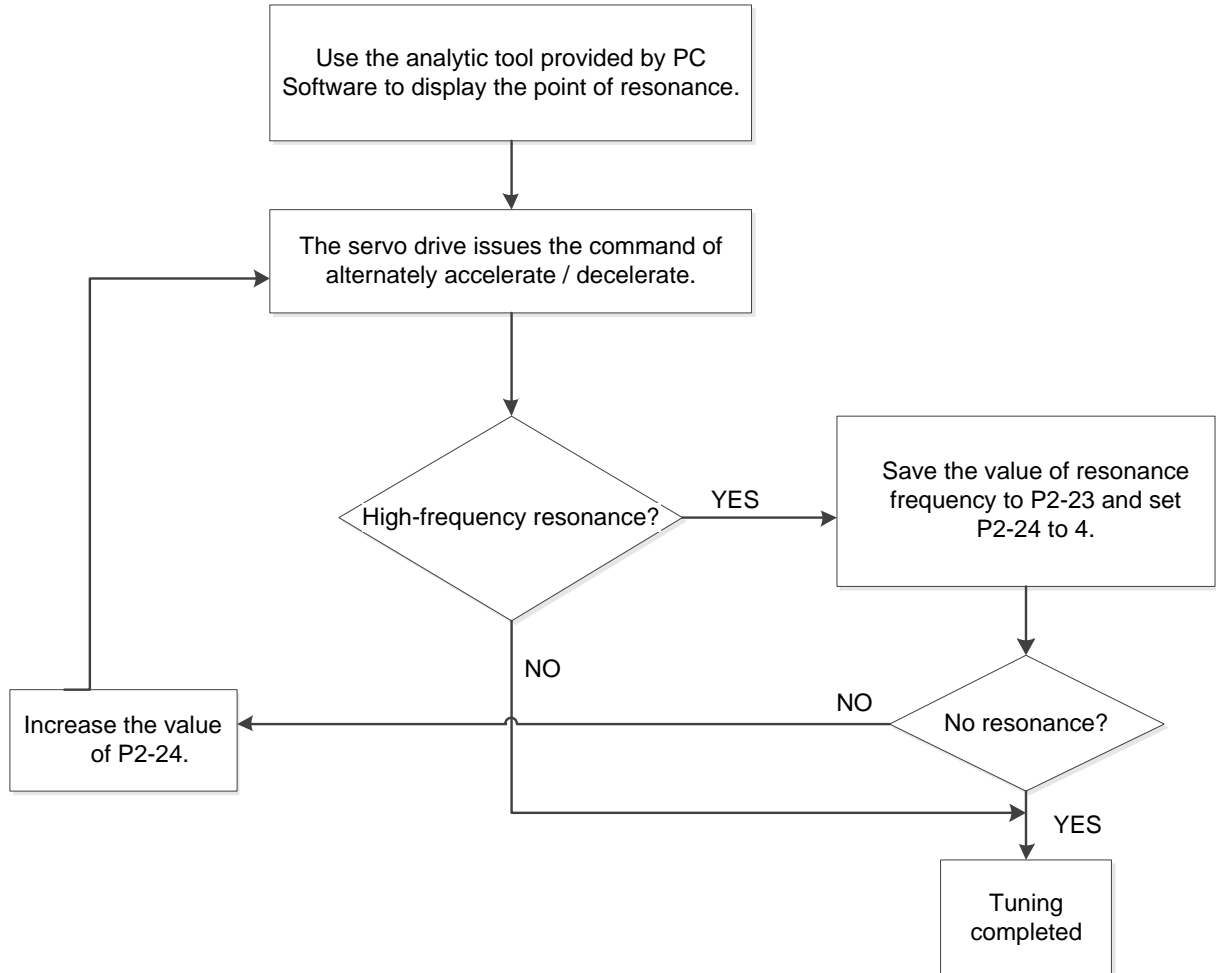 Use the analytic tool provided by PC
Software to display the point of resonance.
The servo drive issues the command of
alternately accelerate / decelerate.
High-frequency resonance?
YES
Save the value of resonance
frequency to P2-23 and set
P2-24 to 4.
NO
No resonance?
NO
Increase the value
of P2-24.
YES
Tuning
completed